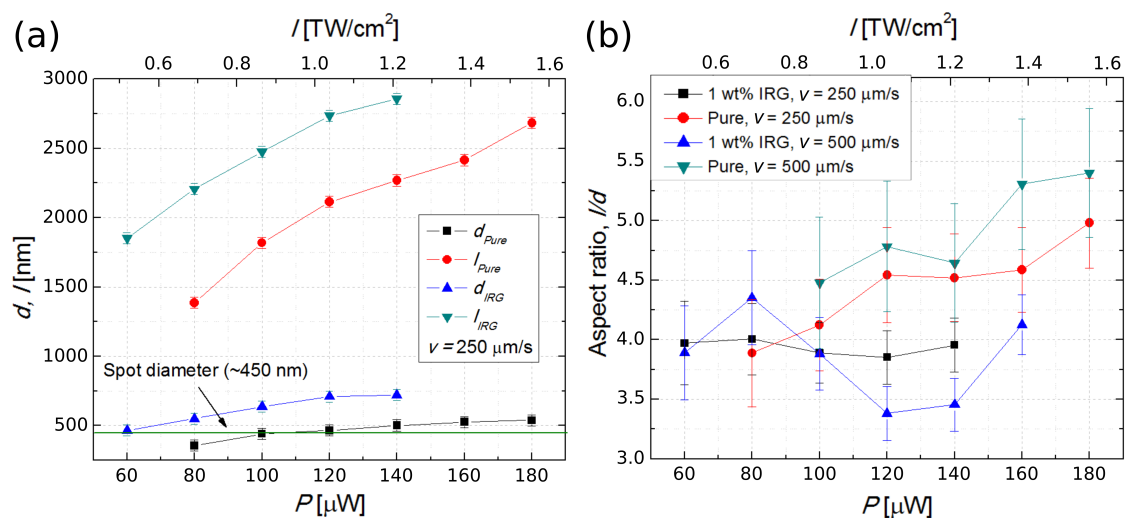 (a)
I [TW/cm²]
0.6 0.8 1.0 1.2 1.4 1.6
3000
2500
2000
1500
1000
500
d, l [nm]
d Pure
l Pure
d IRG
l IRG
v = 250 μm/s
Spot diameter (~450 nm)
60 80 100 120 140 160 180
P [μW]
(b)
I [TW/cm²]
0.6 0.8 1.0 1.2 1.4 1.6
6.0
5.5
5.0
4.5
4.0
3.5
3.0
Aspect ratio, l/d
1 wt% IRG, v = 250 μm/s
Pure, v = 250 μm/s
1 wt% IRG, v = 500 μm/s
Pure, v = 500 μm/s
60 80 100 120 140 160 180
P [μW]